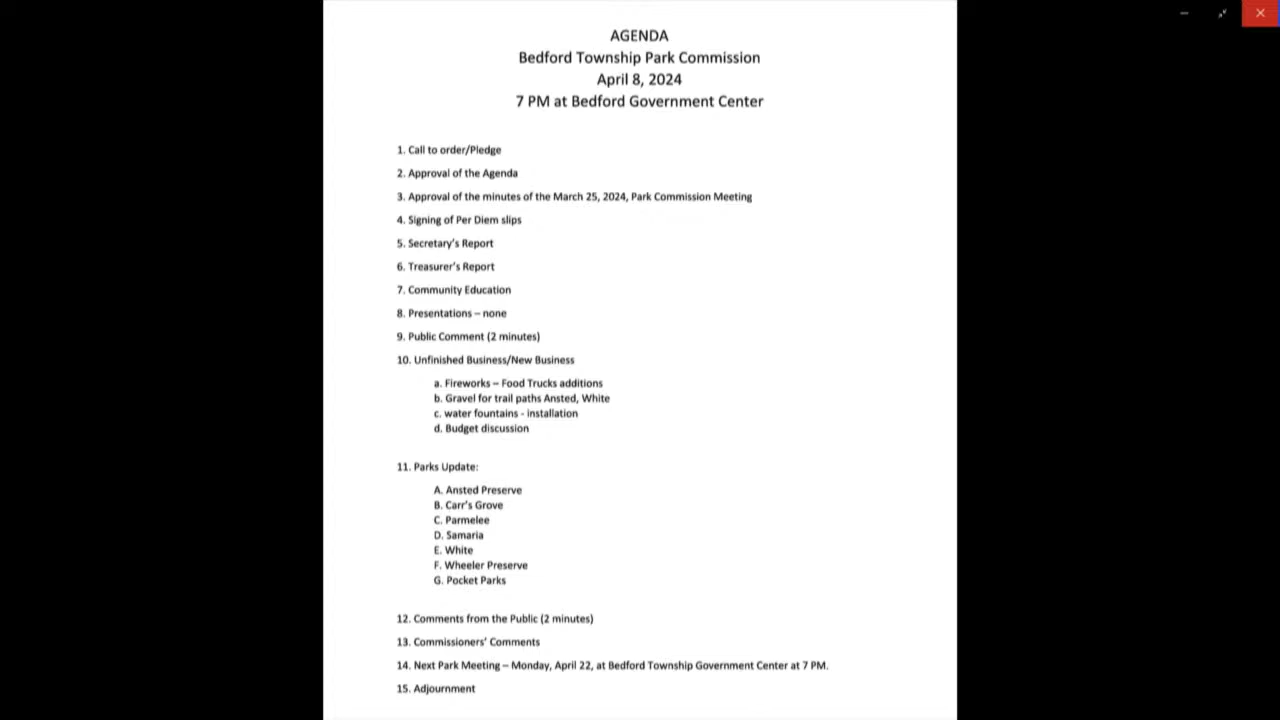 AGENDA
Bedford Township Park Commission
April 8, 2024
7 PM at Bedford Government Center
1. Call to order/Pledge
2. Approval of the Agenda
3. Approval of the minutes of the March 25, 2024, Park Commission Meeting
4. Signing of Per Diem slips
5. Secretary's Report
6. Treasurer's Report
7. Community Education
8. Presentations – none
9. Public Comment (2 minutes)
10. Unfinished Business/New Business
a. Fireworks – Food Trucks additions
b. Gravel for trail paths Ansted, White
c. water fountains - installation
d. Budget discussion
11. Parks Update:
A. Ansted Preserve
B. Carr's Grove
C. Parmelee
D. Samaria
E. White
F. Wheeler Preserve
G. Pocket Parks
12. Comments from the Public (2 minutes)
13. Commissioners' Comments
14. Next Park Meeting – Monday, April 22, at Bedford Township Government Center at 7 PM.
15. Adjournment